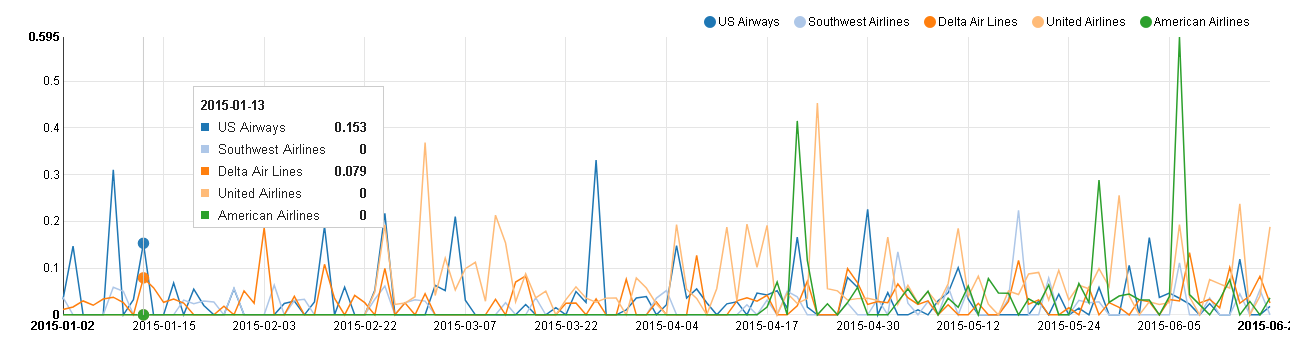 US Airways Southwest Airlines Delta Air Lines United Airlines American Airlines
0.595
0.5
0.4
0.3
0.2
0.1
0
2015-01-13
US Airways 0.153
Southwest Airlines 0
Delta Air Lines 0.079
United Airlines 0
American Airlines 0
2015-01-02 2015-01-15 2015-02-03 2015-02-22 2015-03-07 2015-03-22 2015-04-04 2015-04-17 2015-04-30 2015-05-12 2015-05-24 2015-06-05 2015-06-2